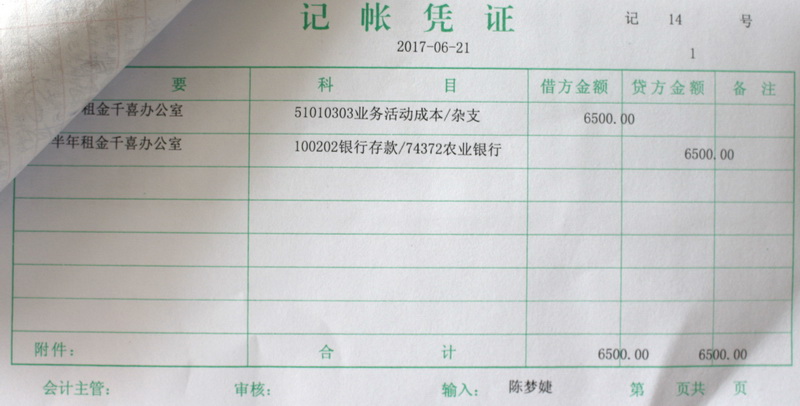 记帐凭证
记 14 号
2017-06-21
1
要 科目 借方金额 贷方金额 备注
租金千喜办公室 51010303业务活动成本/杂支 6500.00
半年租金千喜办公室 100202银行存款/74372农业银行 6500.00
附件： 合计 6500.00 6500.00
会计主管： 审核： 输入： 陈梦婕 第 页共 页